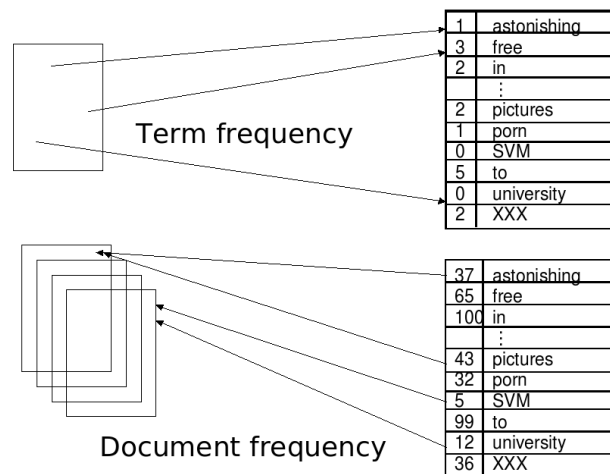 1 astonishing
3 free
2 in
⋮
2 pictures
1 porn
0 SVM
5 to
0 university
2 XXX
Term frequency
37 astonishing
65 free
100 in
⋮
43 pictures
32 porn
5 SVM
99 to
12 university
36 XXX
Document frequency